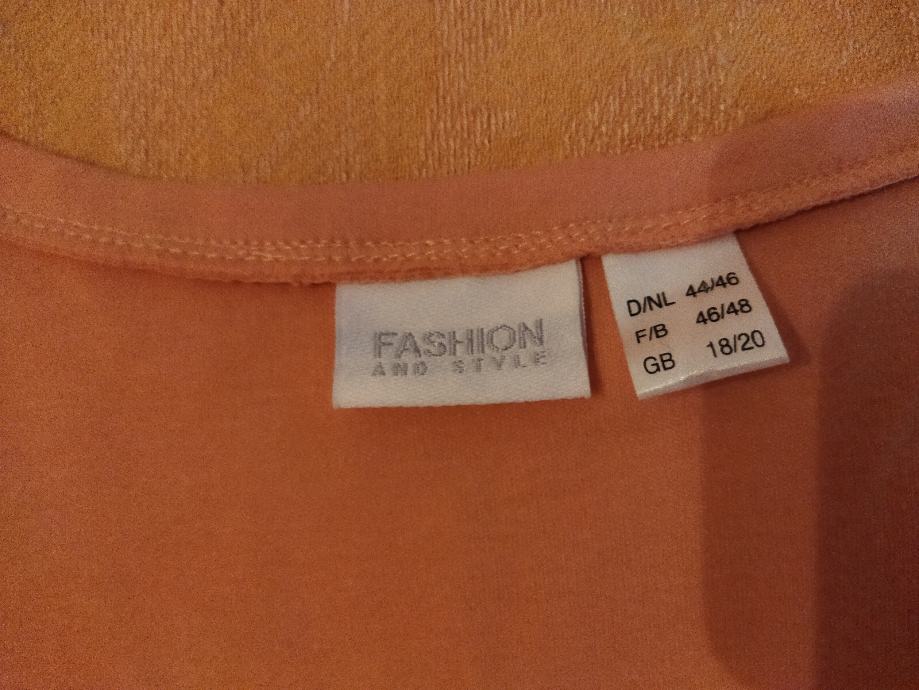 FASHION
AND STYLE
D/NL 44/46
F/B 46/48
GB 18/20